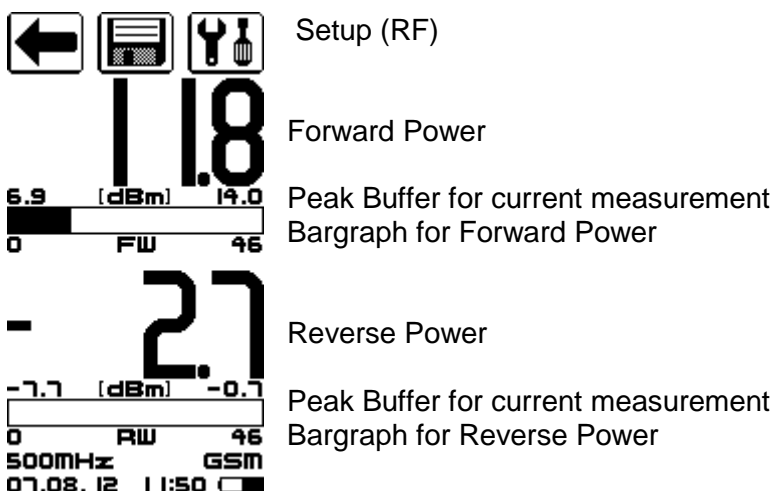 Setup (RF)
11.8
Forward Power
6.9 [dBm] 14.0
Peak Buffer for current measurement
Bargraph for Forward Power
0 FW 46
- 2.7
Reverse Power
-7.7 [dBm] -0.7
Peak Buffer for current measurement
0 RW 46
Bargraph for Reverse Power
500MHz GSM
07.08.12 11:50